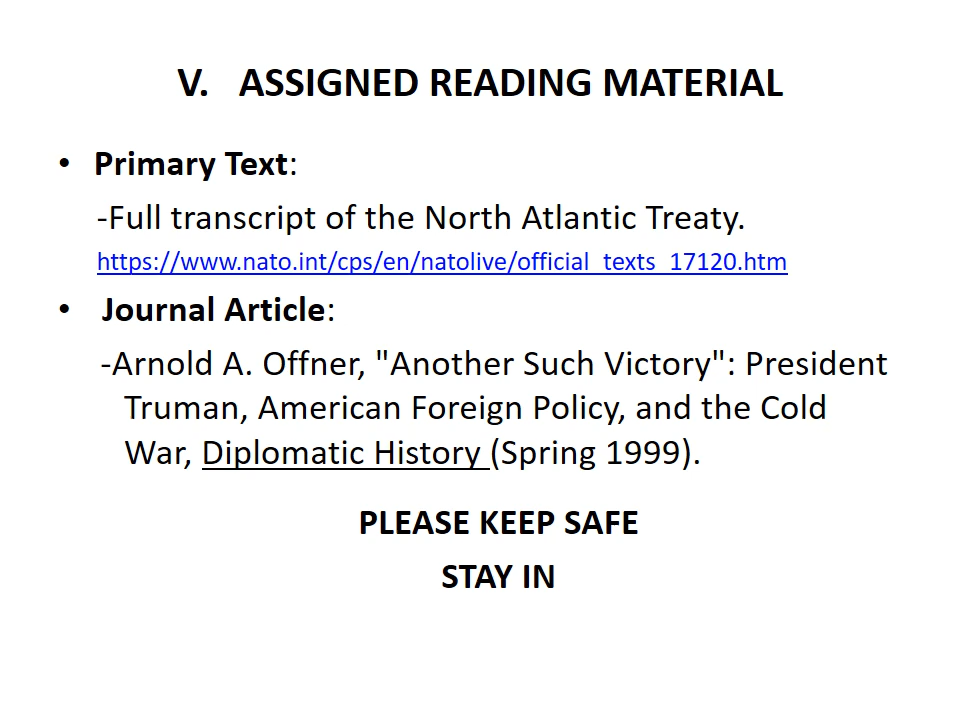 V. ASSIGNED READING MATERIAL
• Primary Text:
-Full transcript of the North Atlantic Treaty.
https://www.nato.int/cps/en/natolive/official_texts_17120.htm
• Journal Article:
-Arnold A. Offner, "Another Such Victory": President
Truman, American Foreign Policy, and the Cold
War, Diplomatic History (Spring 1999).
PLEASE KEEP SAFE
STAY IN